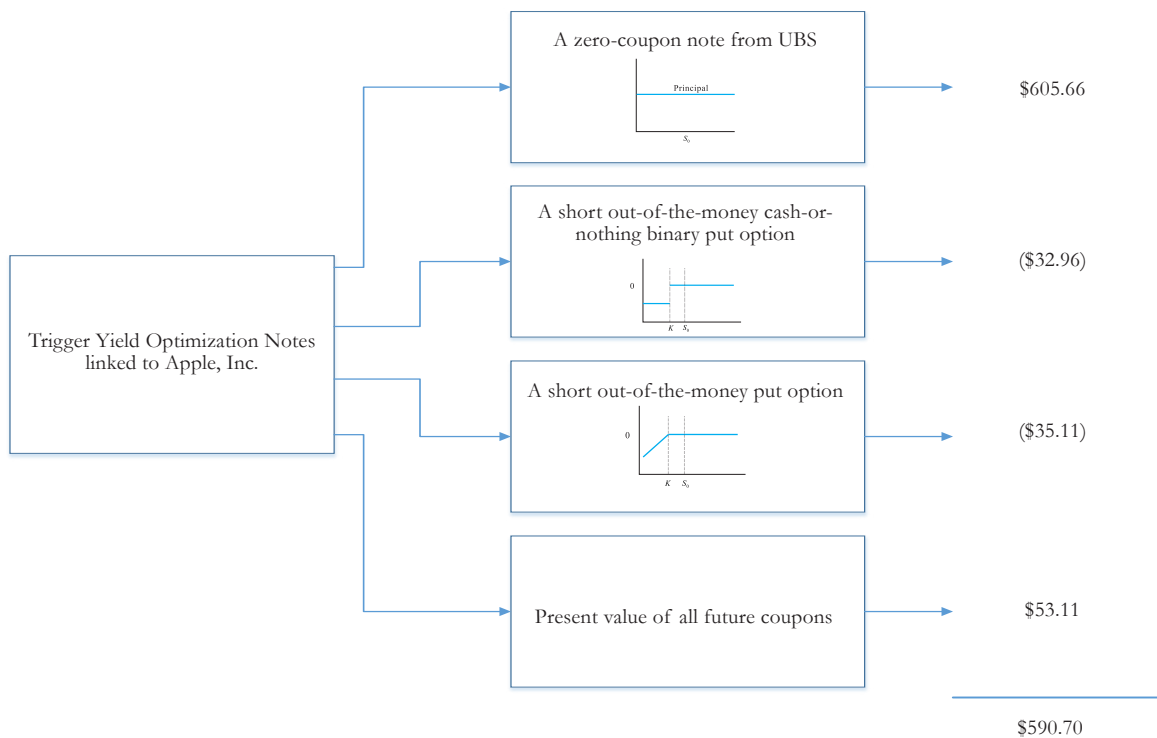 A zero-coupon note from UBS
Principal
S₀
$605.66
A short out-of-the-money cash-or-
nothing binary put option
0
K S₀
($32.96)
Trigger Yield Optimization Notes
linked to Apple, Inc.
A short out-of-the-money put option
0
K S₀
($35.11)
Present value of all future coupons
$53.11
$590.70